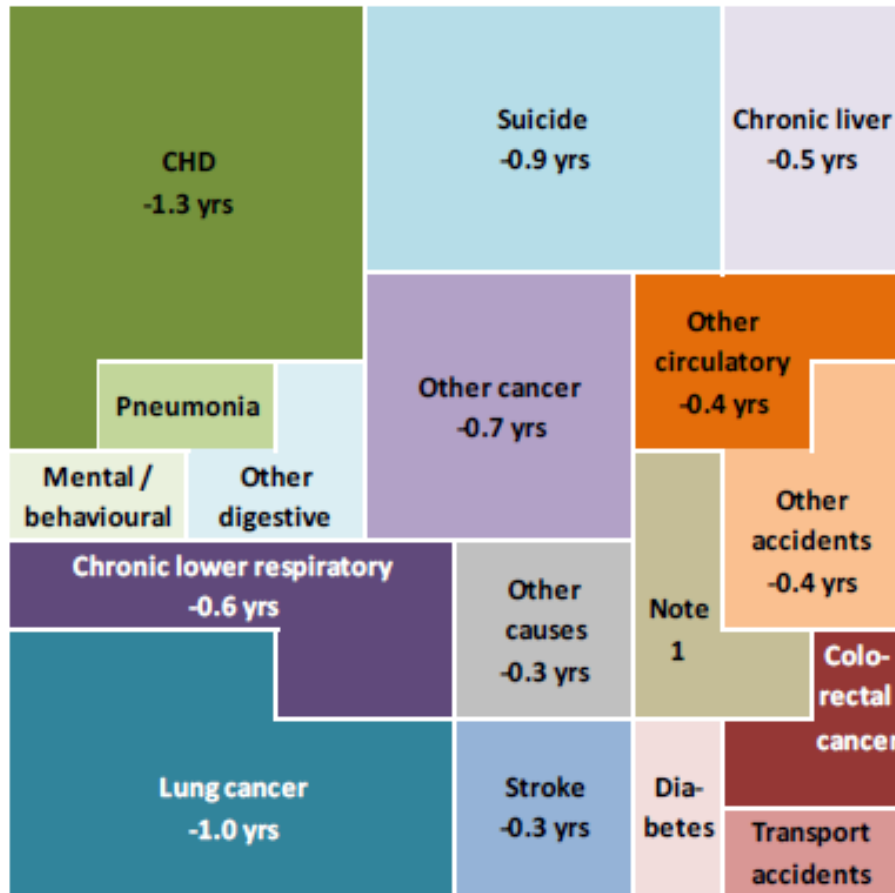 CHD
-1.3 yrs
Suicide
-0.9 yrs
Chronic liver
-0.5 yrs
Pneumonia
Mental /
behavioural
Other
digestive
Other cancer
-0.7 yrs
Other
circulatory
-0.4 yrs
Other
accidents
-0.4 yrs
Chronic lower respiratory
-0.6 yrs
Other
causes
-0.3 yrs
Note
1
Colo-
rectal
cancer
Lung cancer
-1.0 yrs
Stroke
-0.3 yrs
Dia-
betes
Transport
accidents